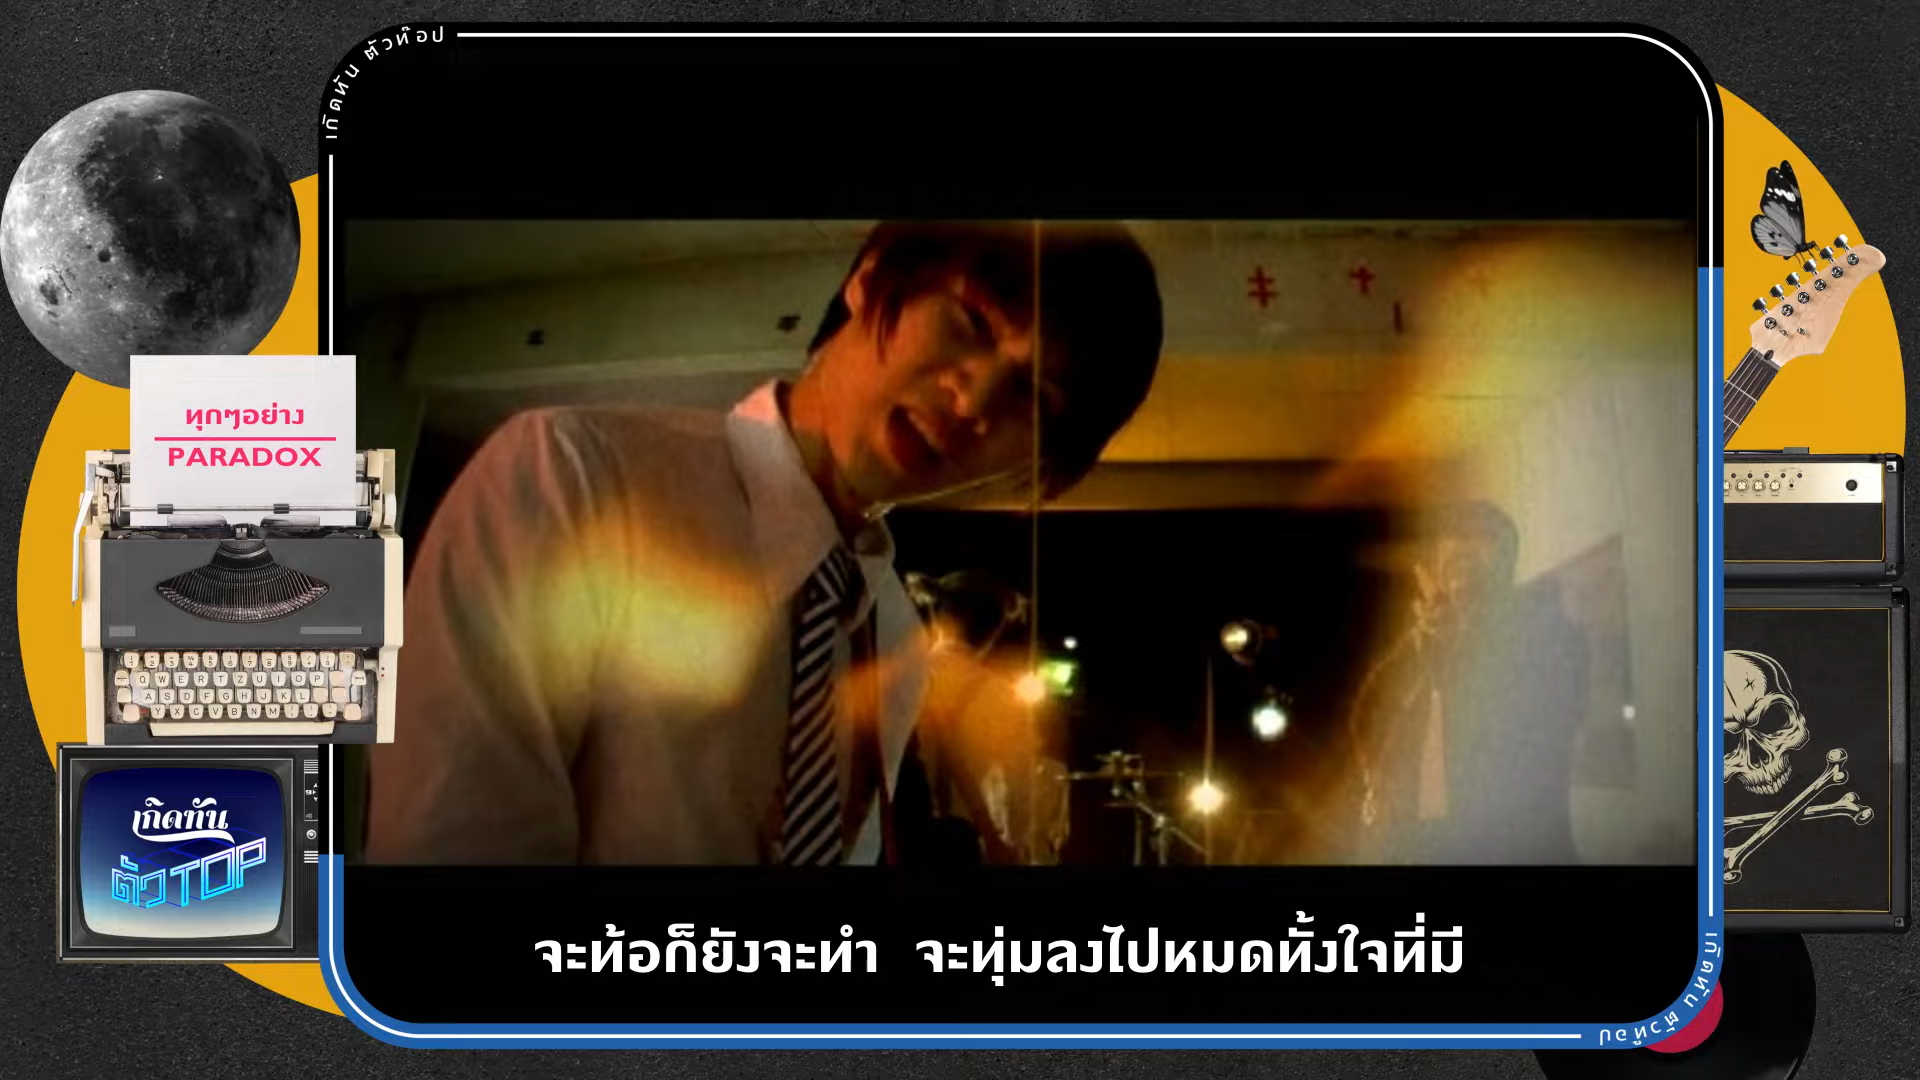 เกิดทัน ตัวท็อป
ทุกๆอย่าง
PARADOX
Q W E R T Z U I O P
A S D F G H J K L
Y X C V B N M
เกิดทัน
ตัวTOP
จะท้อก็ยังจะทำ จะทุ่มลงไปหมดทั้งใจที่มี
เกิดทัน ตัวท็อป